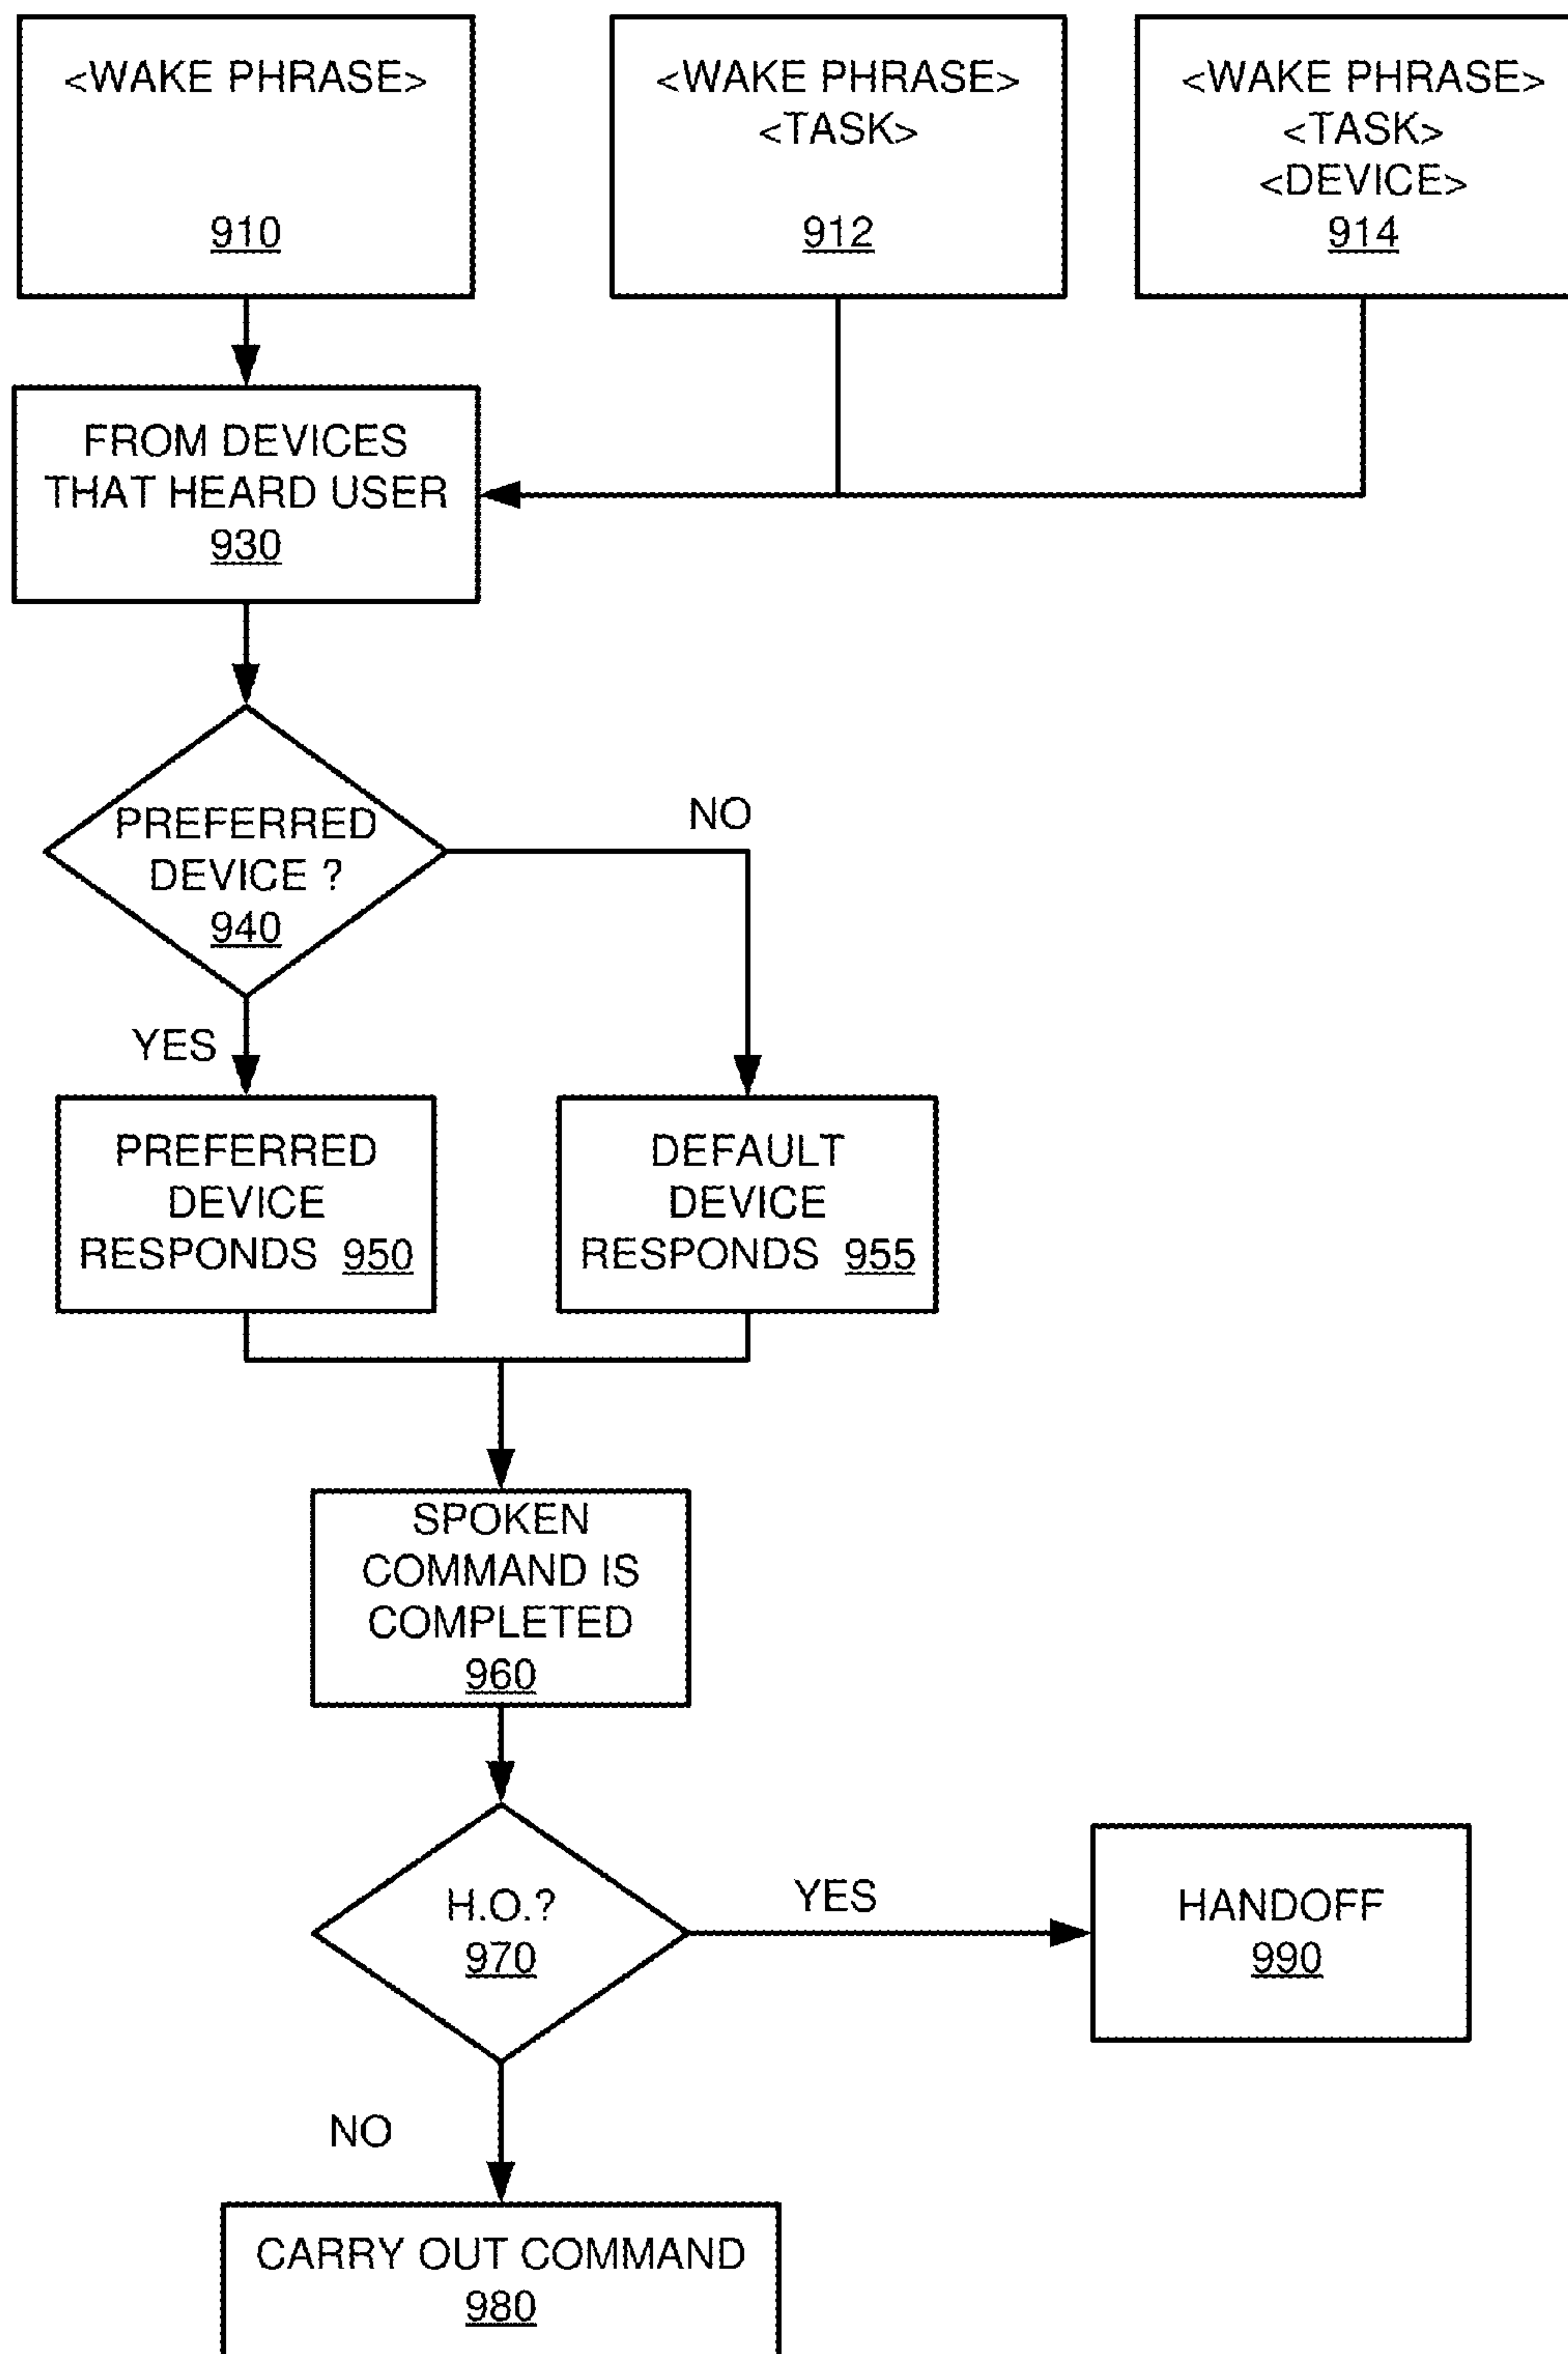 <WAKE PHRASE>
910
<WAKE PHRASE>
<TASK>
912
<WAKE PHRASE>
<TASK>
<DEVICE>
914
FROM DEVICES
THAT HEARD USER
930
PREFERRED
DEVICE ?
940
NO
YES
PREFERRED
DEVICE
RESPONDS 950
DEFAULT
DEVICE
RESPONDS 955
SPOKEN
COMMAND IS
COMPLETED
960
H.O.?
970
YES
HANDOFF
990
NO
CARRY OUT COMMAND
980